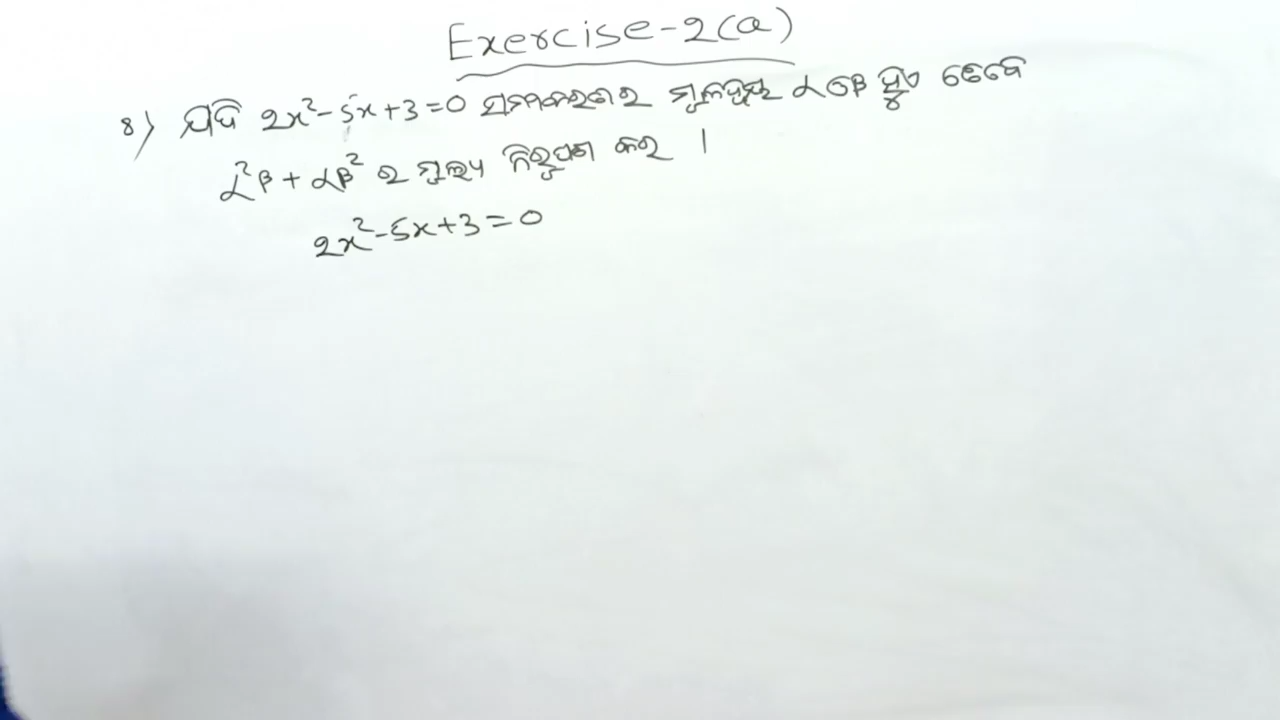 Exercise-2(a)
8) ଯଦି 2x²-5x+3=0 ସମୀକରଣର ମୂଳଦ୍ୱୟ α ଓ β ହୁଏ ତେବେ
α²β + αβ² ର ମୂଲ୍ୟ ନିରୂପଣ କର ।
2x²-5x+3=0